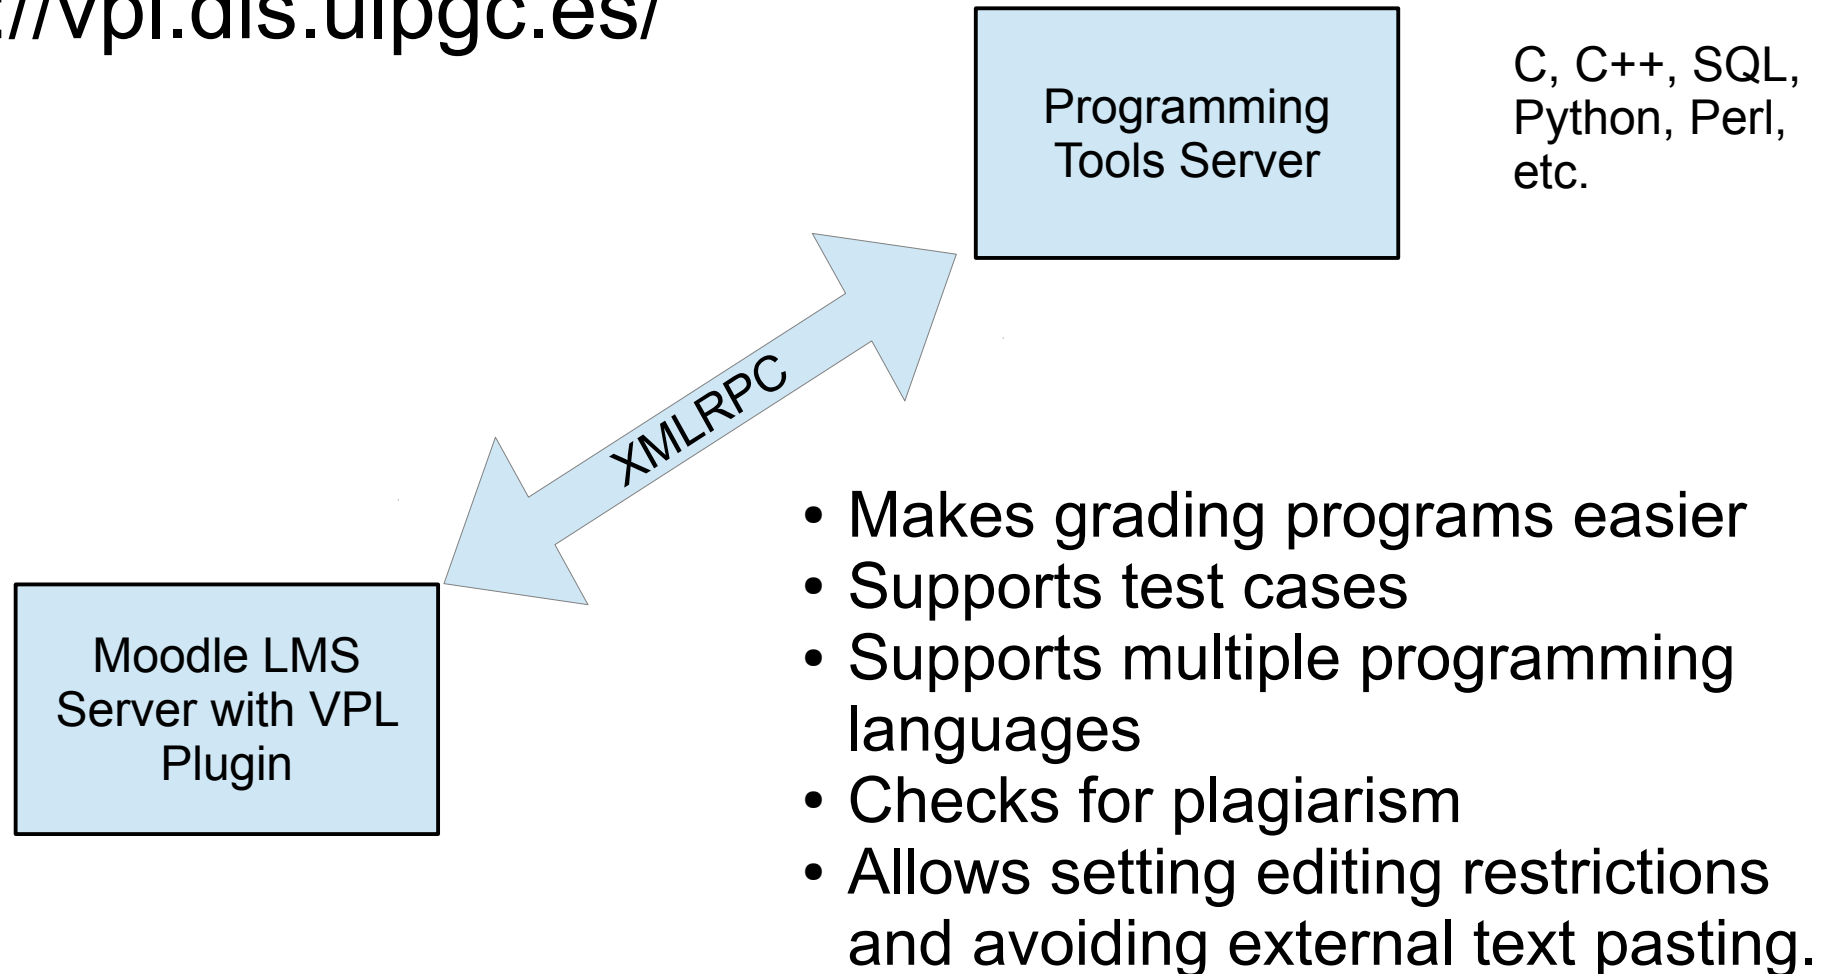 ://vpl.dis.ulpgc.es/
Programming
Tools Server
C, C++, SQL,
Python, Perl,
etc.
XMLRPC
Moodle LMS
Server with VPL
Plugin
• Makes grading programs easier
• Supports test cases
• Supports multiple programming
languages
• Checks for plagiarism
• Allows setting editing restrictions
and avoiding external text pasting.